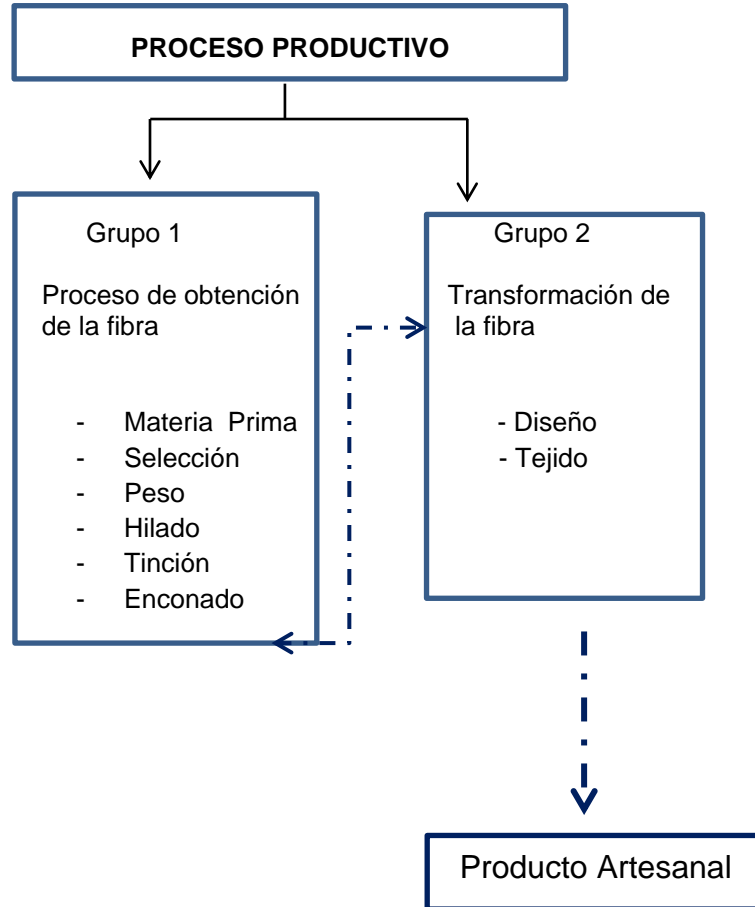 PROCESO PRODUCTIVO
Grupo 1
Proceso de obtención
de la fibra
- Materia Prima
- Selección
- Peso
- Hilado
- Tinción
- Enconado
Grupo 2
Transformación de
la fibra
- Diseño
- Tejido
Producto Artesanal